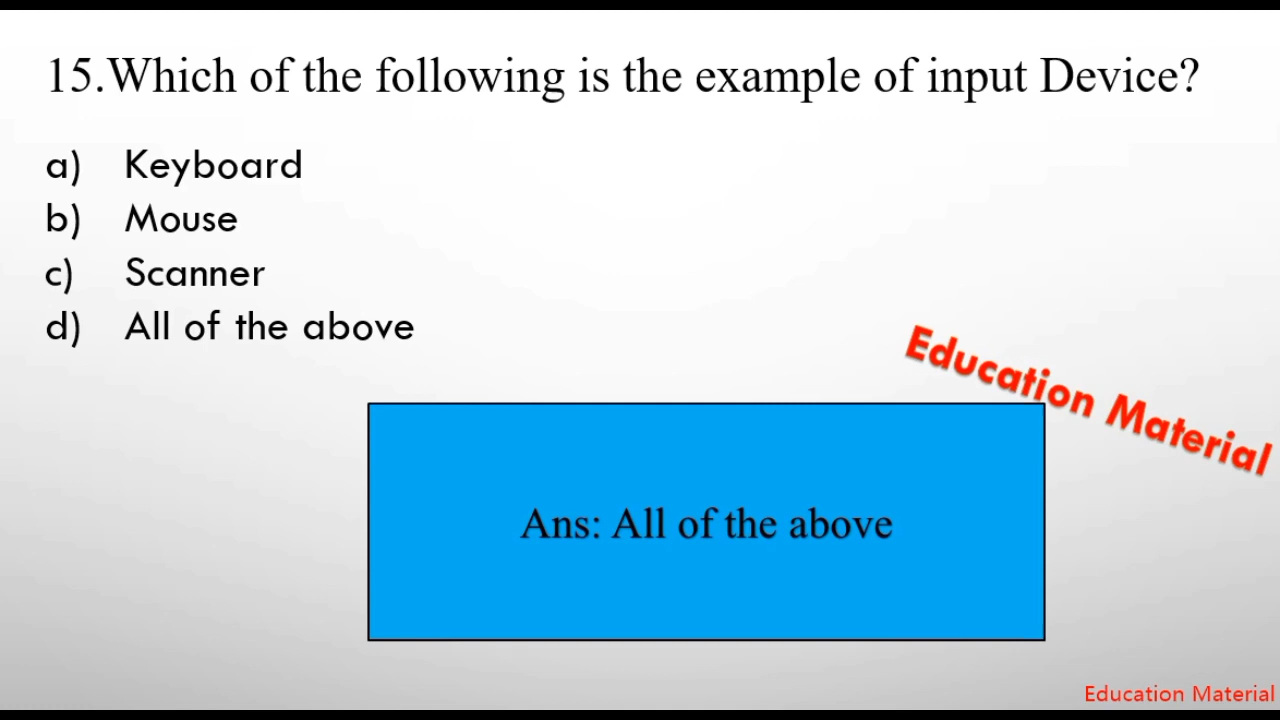 15.Which of the following is the example of input Device?
a) Keyboard
b) Mouse
c) Scanner
d) All of the above
Education Material
Ans: All of the above
Education Material